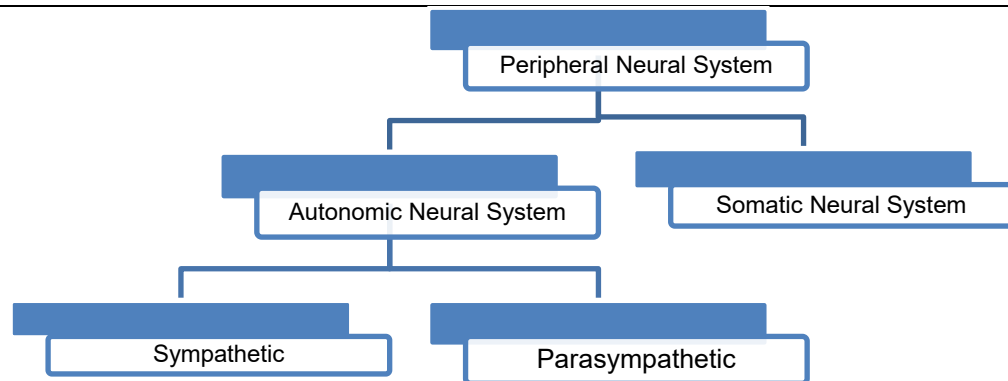 Peripheral Neural System
Autonomic Neural System
Somatic Neural System
Sympathetic
Parasympathetic